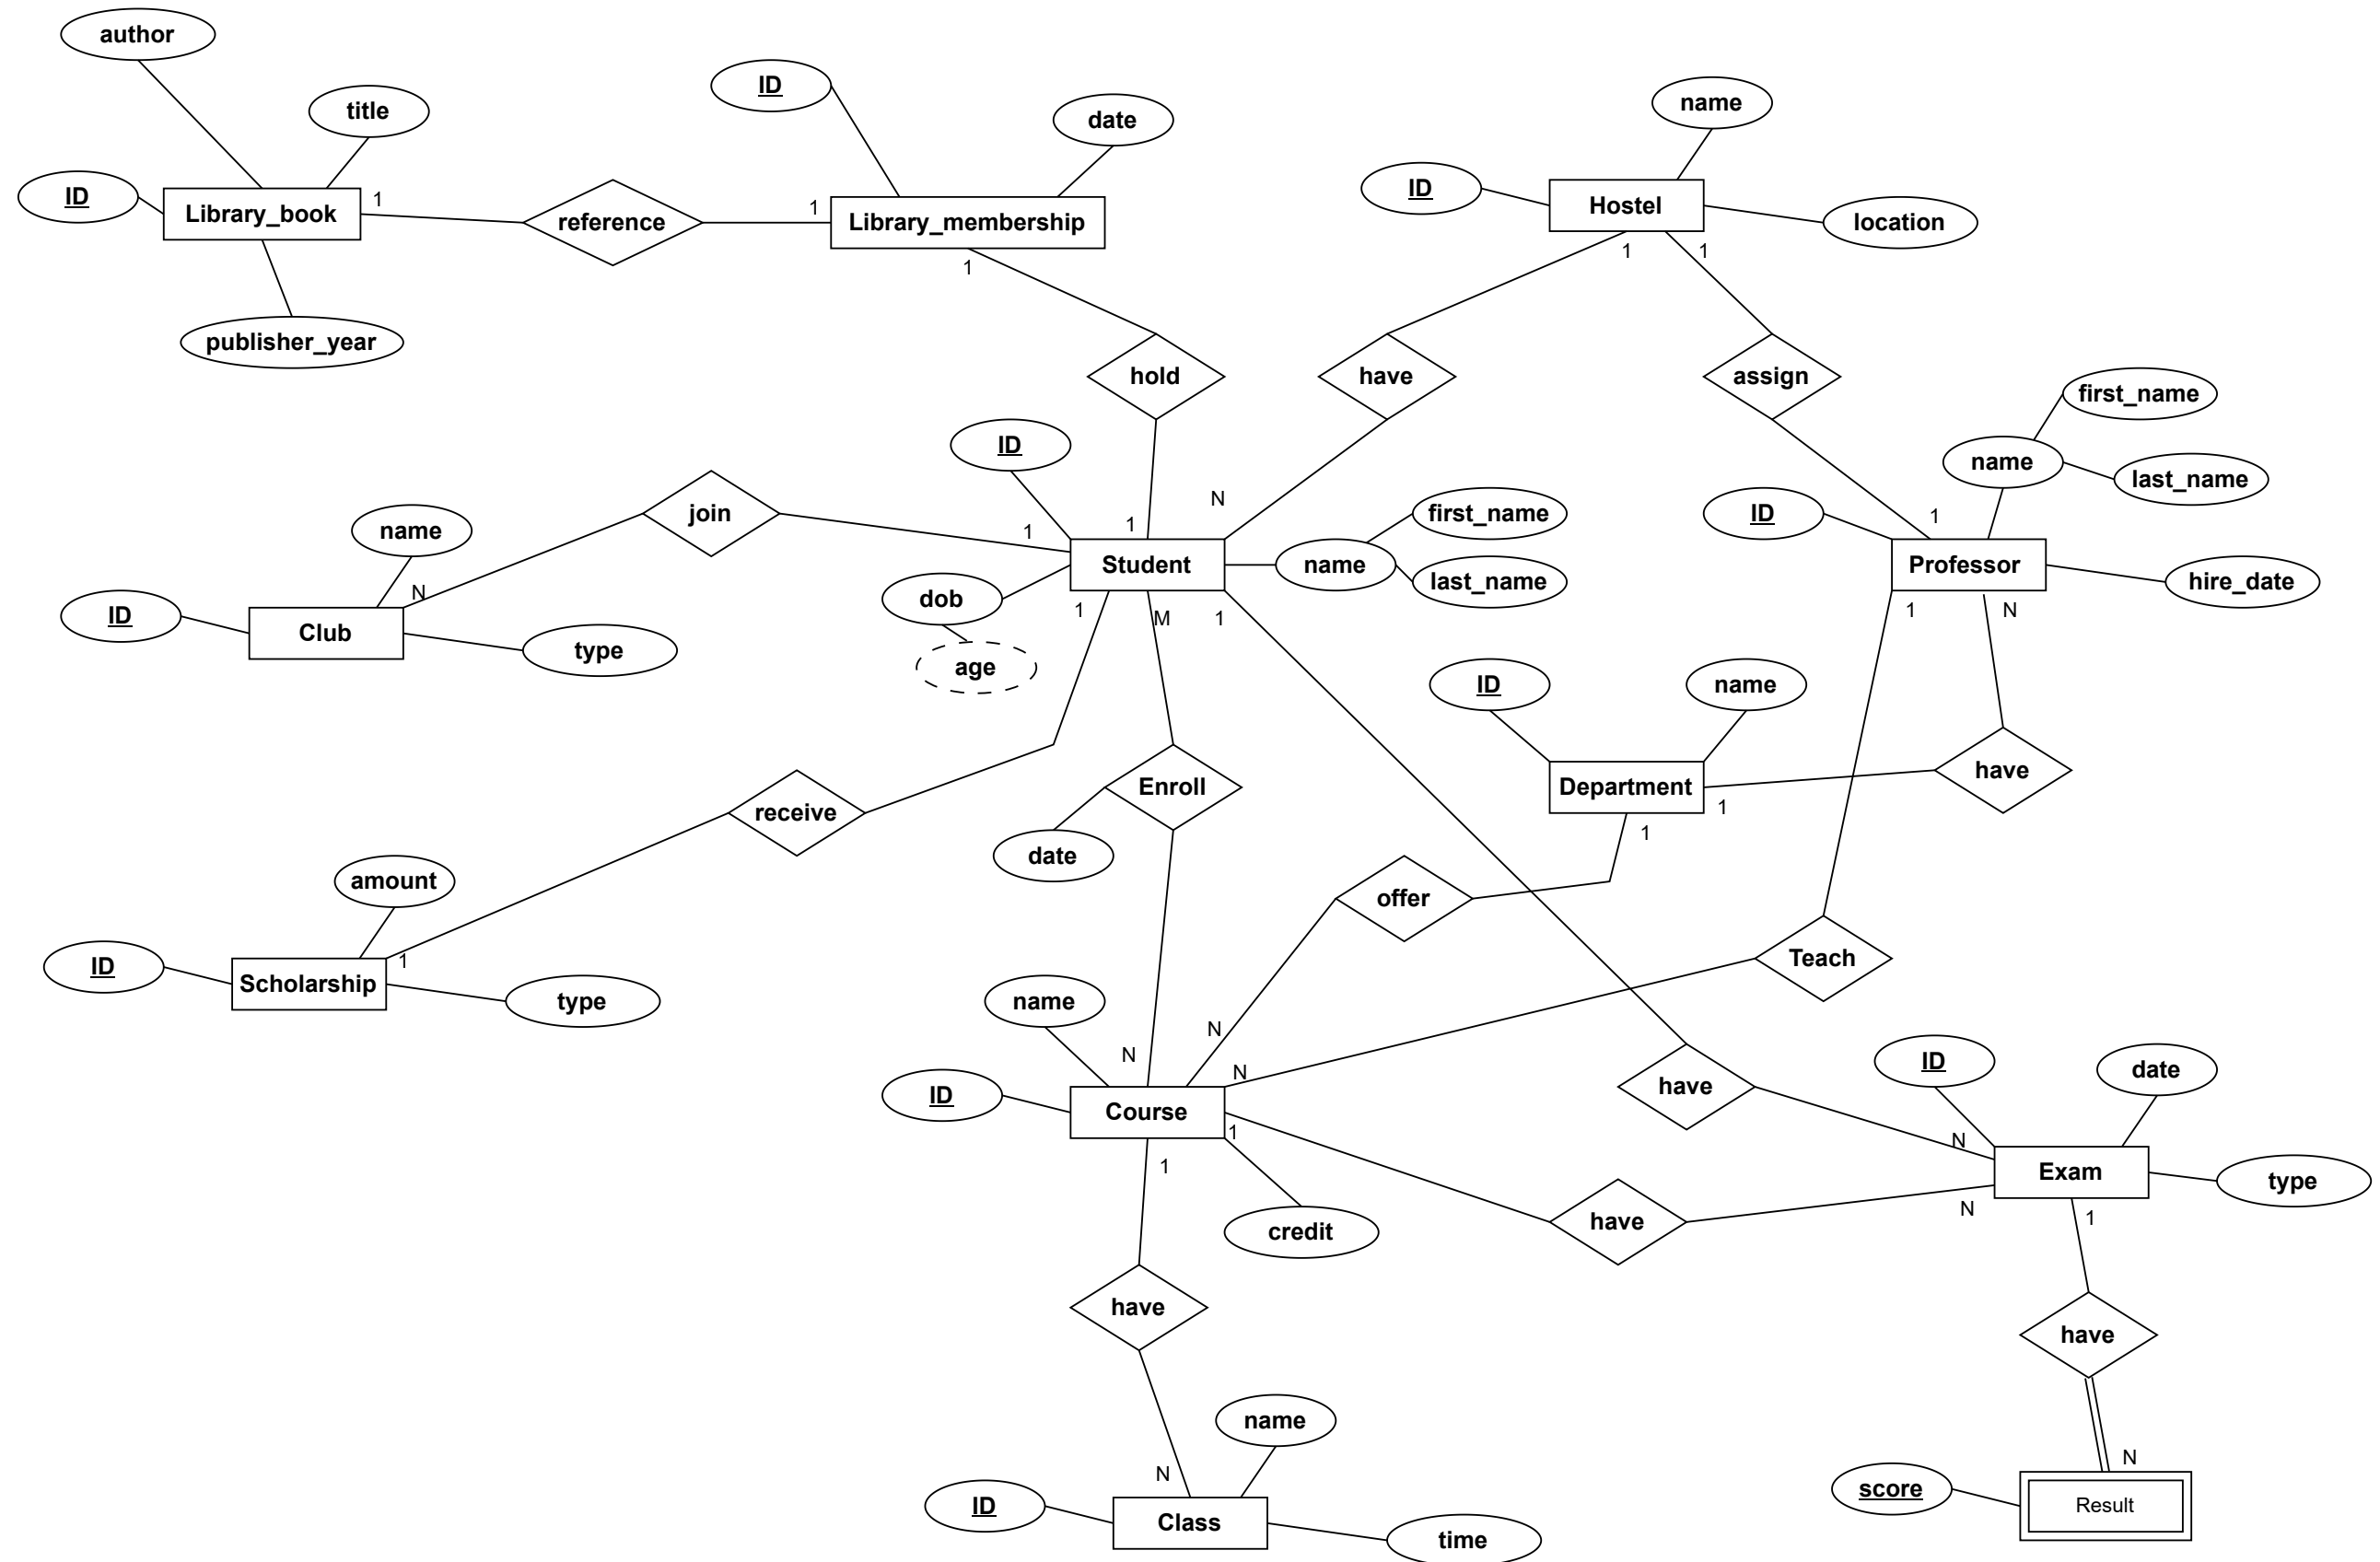 author
title
ID
date
name
ID
Library_book
1
reference
1
Library_membership
ID
Hostel
location
1
1
1
publisher_year
hold
have
assign
first_name
name
last_name
ID
N
join
name
1
1
first_name
ID
1
Student
name
last_name
Professor
hire_date
N
dob
ID
Club
type
1
M
1
1
N
age
ID
name
Enroll
Department
have
1
1
receive
date
offer
amount
ID
Scholarship
1
type
Teach
name
N
N
N
ID
Course
1
1
credit
have
ID
date
N
Exam
type
have
N
1
have
have
name
N
ID
Class
time
N
score
Result